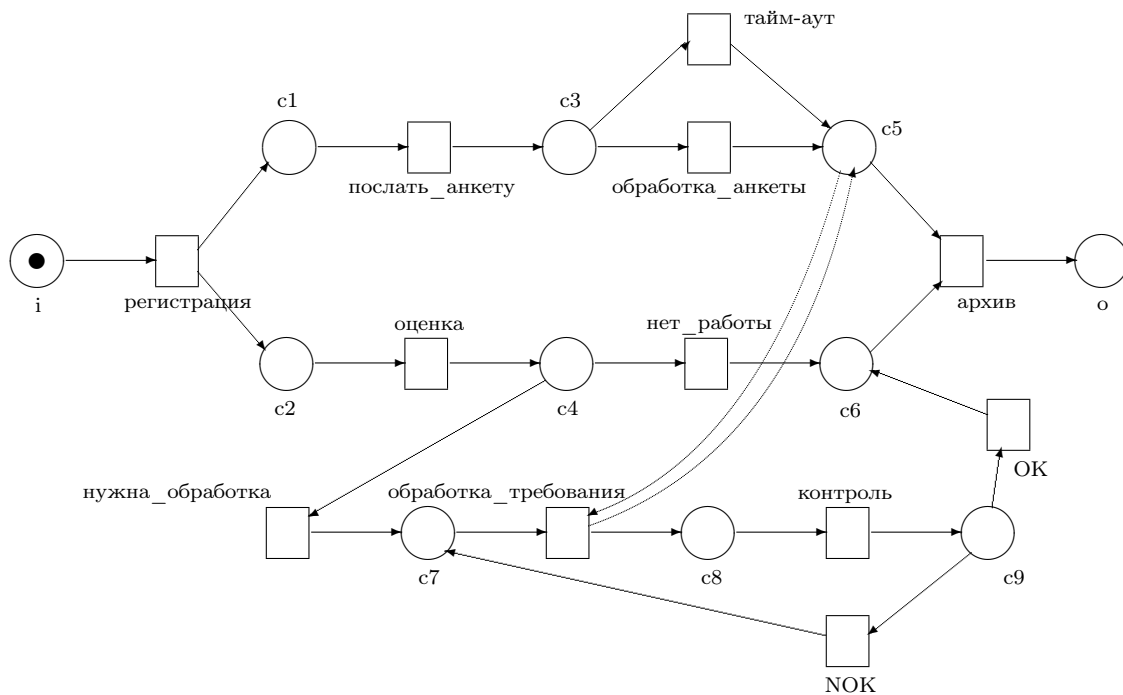 тайм-аут
c1
c3
c5
послать_анкету
обработка_анкеты
i
регистрация
архив
o
оценка
нет_работы
c2
c4
c6
OK
нужна_обработка
обработка_требования
контроль
c7
c8
c9
NOK